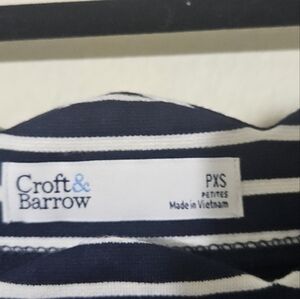 Croft&
Barrow
PXS
PETITES
Made in Vietnam